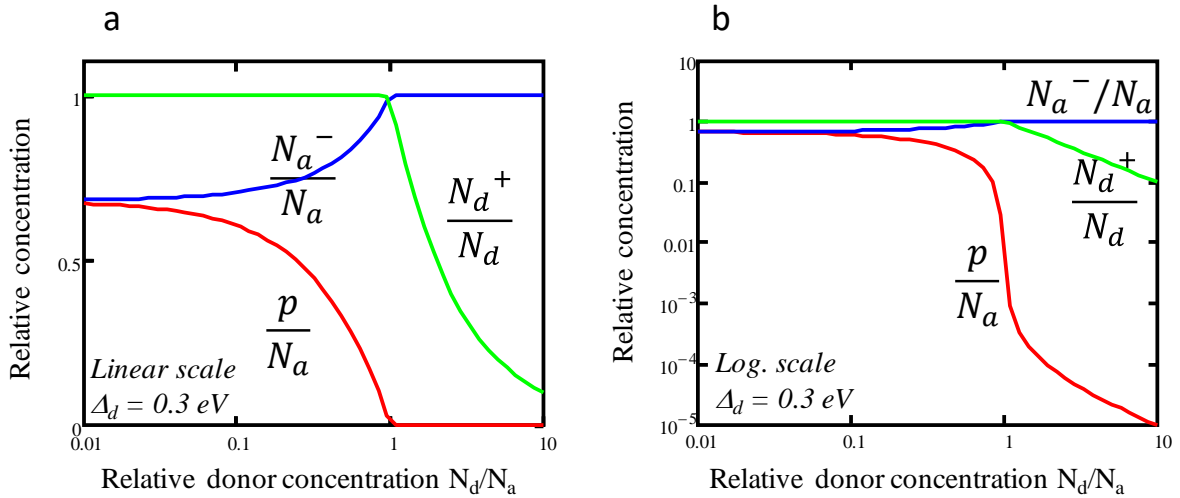 a
Relative concentration
1
0.5
0
N_a^-/N_a
N_d^+/N_d
p/N_a
Linear scale
Δ_d = 0.3 eV
0.01 0.1 1 10
Relative donor concentration N_d/N_a
b
Relative concentration
10
1
0.1
0.01
10^-3
10^-4
10^-5
N_a^-/N_a
N_d^+/N_d
p/N_a
Log. scale
Δ_d = 0.3 eV
0.01 0.1 1 10
Relative donor concentration N_d/N_a